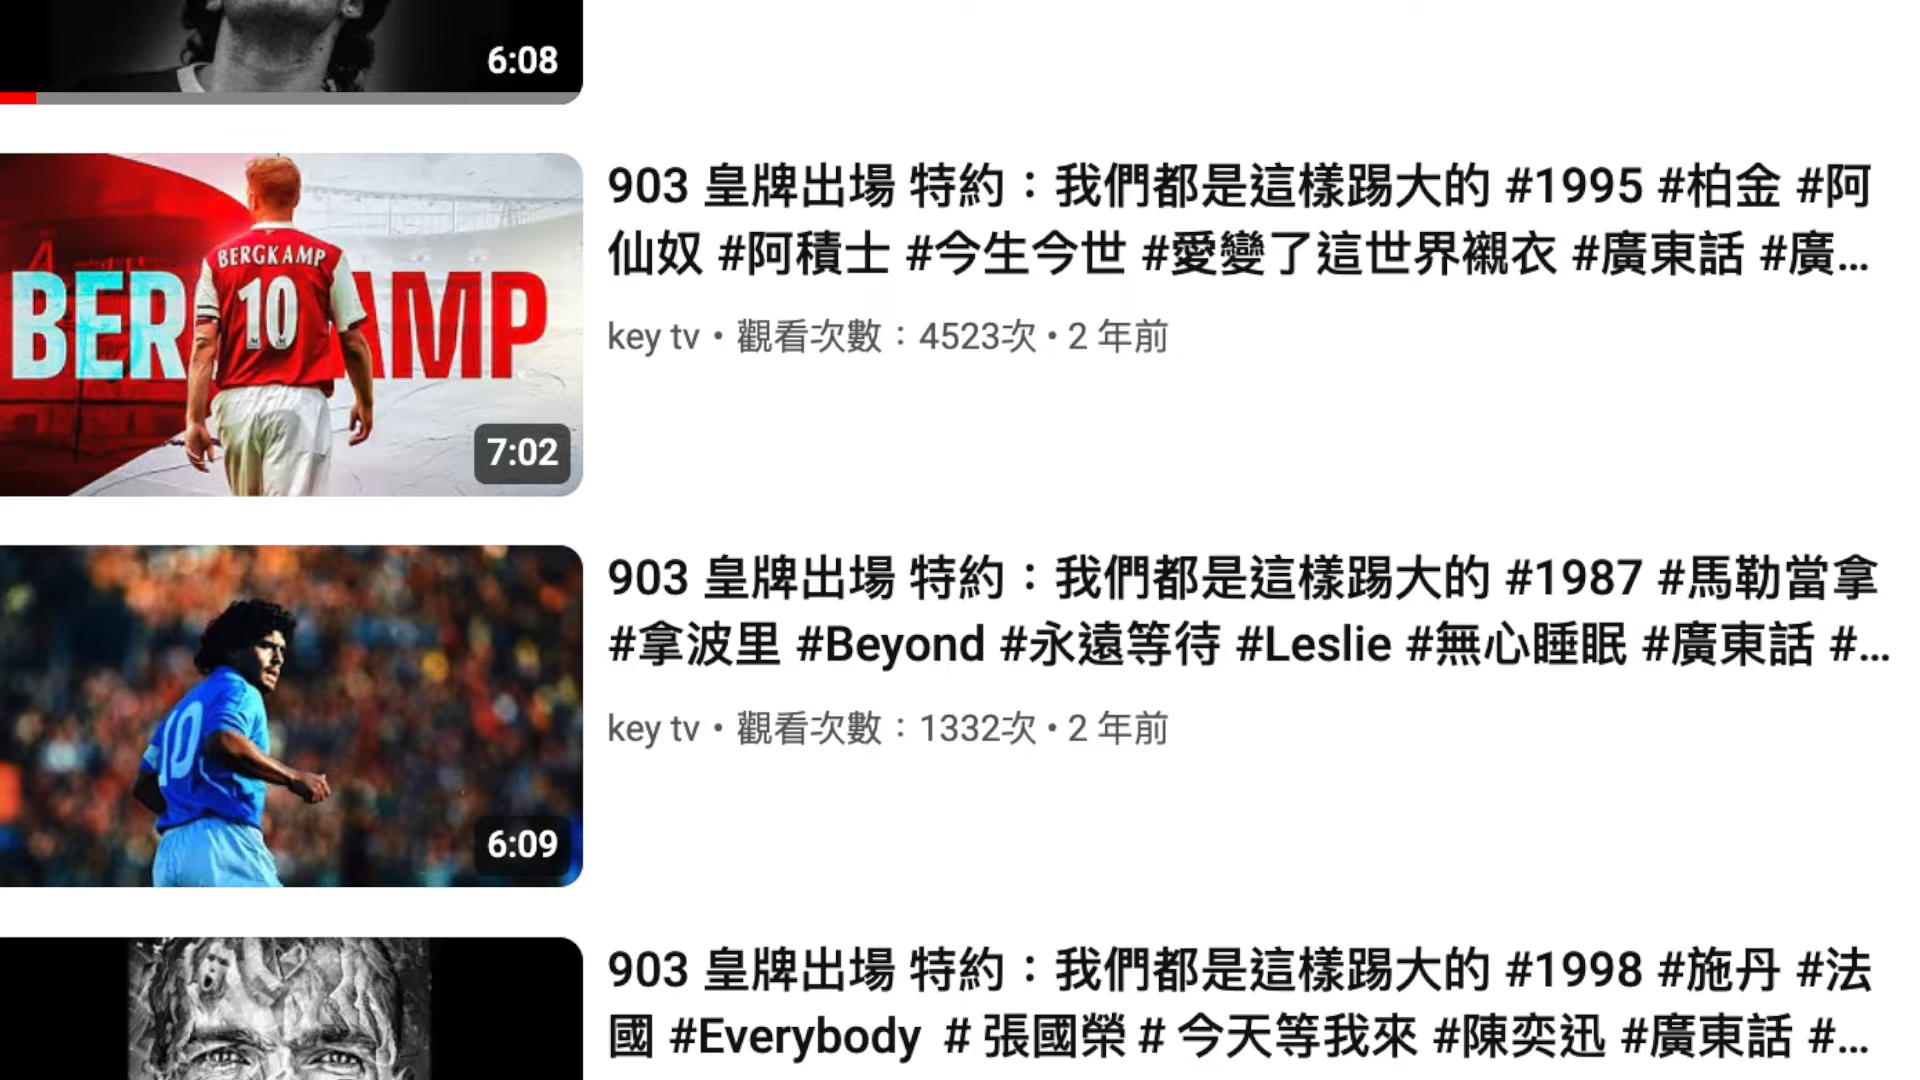 6:08
BERGKAMP
10
BER AMP
7:02
903 皇牌出場 特約：我們都是這樣踢大的 #1995 #柏金 #阿
仙奴 #阿積士 #今生今世 #愛變了這世界襯衣 #廣東話 #廣...
key tv • 觀看次數：4523次 • 2 年前
10
6:09
903 皇牌出場 特約：我們都是這樣踢大的 #1987 #馬勒當拿
#拿波里 #Beyond #永遠等待 #Leslie #無心睡眠 #廣東話 #...
key tv • 觀看次數：1332次 • 2 年前
903 皇牌出場 特約：我們都是這樣踢大的 #1998 #施丹 #法
國 #Everybody # 張國榮 # 今天等我來 #陳奕迅 #廣東話 #...